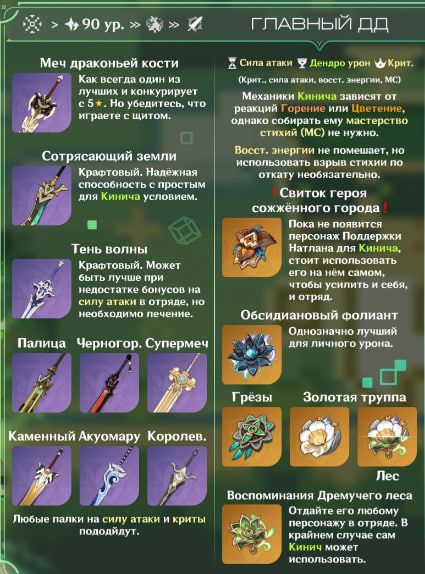 > 90 ур. >> >>
Меч драконьей кости
Как всегда один из
лучших и конкурирует
с 5★. Но убедитесь, что
играете с щитом.
Сотрясающий земли
Крафтовый. Надёжная
способность с простым
для Кинича условием.
Тень волны
Крафтовый. Может
быть лучше при
недостатке бонусов на
силу атаки в отряде, но
необходимо лечение.
Палица Черногор. Супермеч
Каменный Акуомару Королев.
Любые палки на силу атаки и криты
пододйдут.
ГЛАВНЫЙ ДД
Сила атаки Дендро урон Крит.
(Крит., сила атаки, восст. энергии, МС)
Механики Кинича зависят от
реакций Горение или Цветение,
однако собирать ему мастерство
стихий (МС) не нужно.
Восст. энергии не помешает, но
использовать взрыв стихии по
откату необязательно.
! Свиток героя
сожжённого города !
Пока не появится
персонаж Поддержки
Натлана для Кинича,
стоит использовать
его на нём самом,
чтобы усилить и себя,
и отряд.
Обсидиановый фолиант
Однозначно лучший
для личного урона.
Грёзы Золотая труппа
Лес
Воспоминания Дремучего леса
Отдайте его любому
персонажу в отряде. В
крайнем случае сам
Кинич может
использовать.